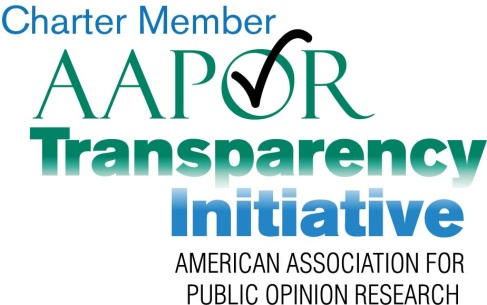 Charter Member
AAPOR
Transparency
Initiative
AMERICAN ASSOCIATION FOR
PUBLIC OPINION RESEARCH